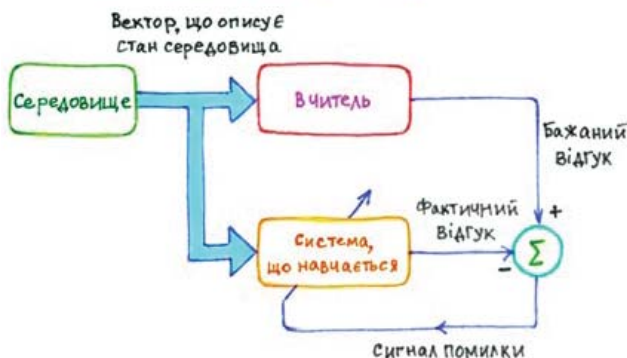 Вектор, що описує
стан середовища
Середовище
Вчитель
Бажаний
відгук
Фактичний
відгук
+
Система,
що навчається
-
Σ
Сигнал помилки